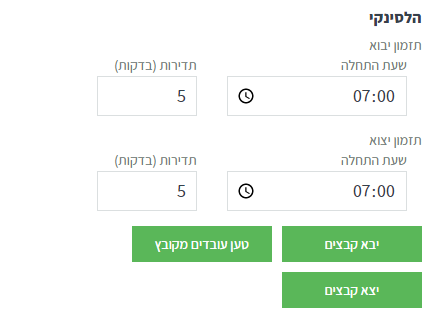 הלסינקי
תזמון יבוא
שעת התחלה תדירות (בדקות)
07:00 5
תזמון יצוא
שעת התחלה תדירות (בדקות)
07:00 5
יבא קבצים טען עובדים מקובץ
יצא קבצים